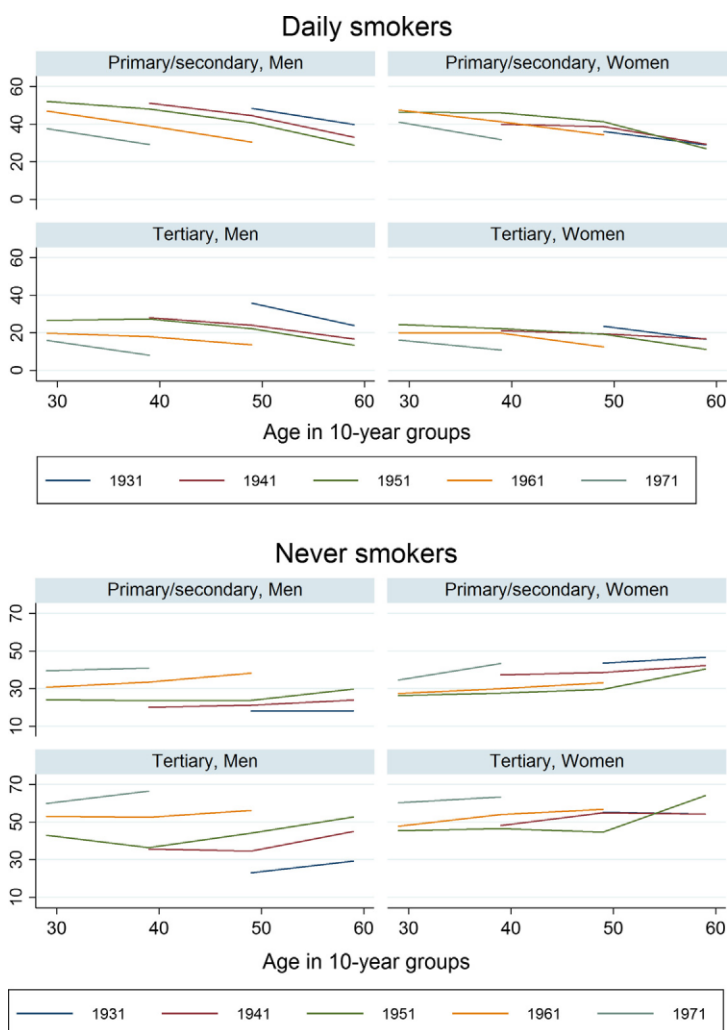 Daily smokers
Primary/secondary, Men Primary/secondary, Women
60
40
20
0
Tertiary, Men Tertiary, Women
60
40
20
0
30 40 50 60 30 40 50 60
Age in 10-year groups
1931 1941 1951 1961 1971
Never smokers
Primary/secondary, Men Primary/secondary, Women
70
50
30
10
Tertiary, Men Tertiary, Women
70
50
30
10
30 40 50 60 30 40 50 60
Age in 10-year groups
1931 1941 1951 1961 1971